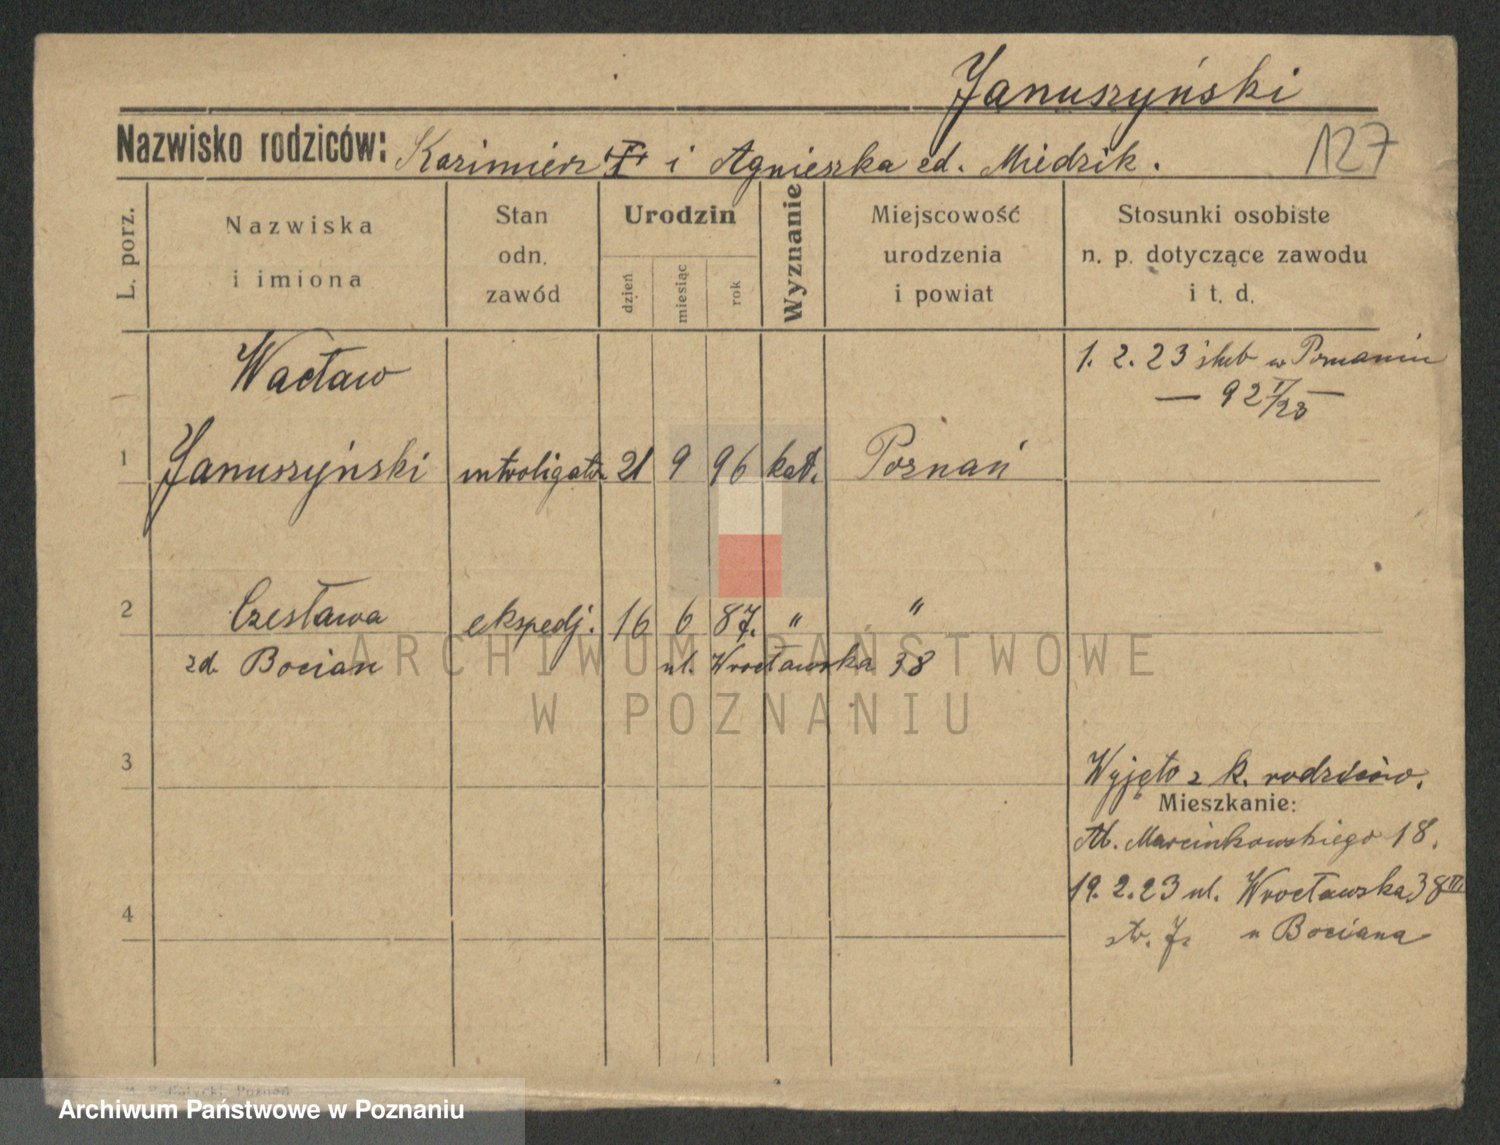 Januszyński
Nazwisko rodziców: Kazimierz i Agnieszka zd. Miedzik.
127
L. porz.
Nazwiska
i imiona
Stan
odn.
zawód
Urodzin
dzień
miesiąc
rok
Wyznanie
Miejscowość
urodzenia
i powiat
Stosunki osobiste
n. p. dotyczące zawodu
i t. d.
Wacław
1. 2. 23 ślub w Poznaniu
— 92 II/23 —
1 Januszyński introligator 21 9 96 kat. Poznań
2 Czesława ekspedj. 16 6 87. " "
zd. Bocian ul. Wrocławska 38
ARCHIWUM PAŃSTWOWE
W POZNANIU
3 Wyjęto z k. rodziców.
Mieszkanie:
Al. Marcinkowskiego 18.
19. 2. 23 ul. Wrocławska 38 III
4
u Bociana
Archiwum Państwowe w Poznaniu